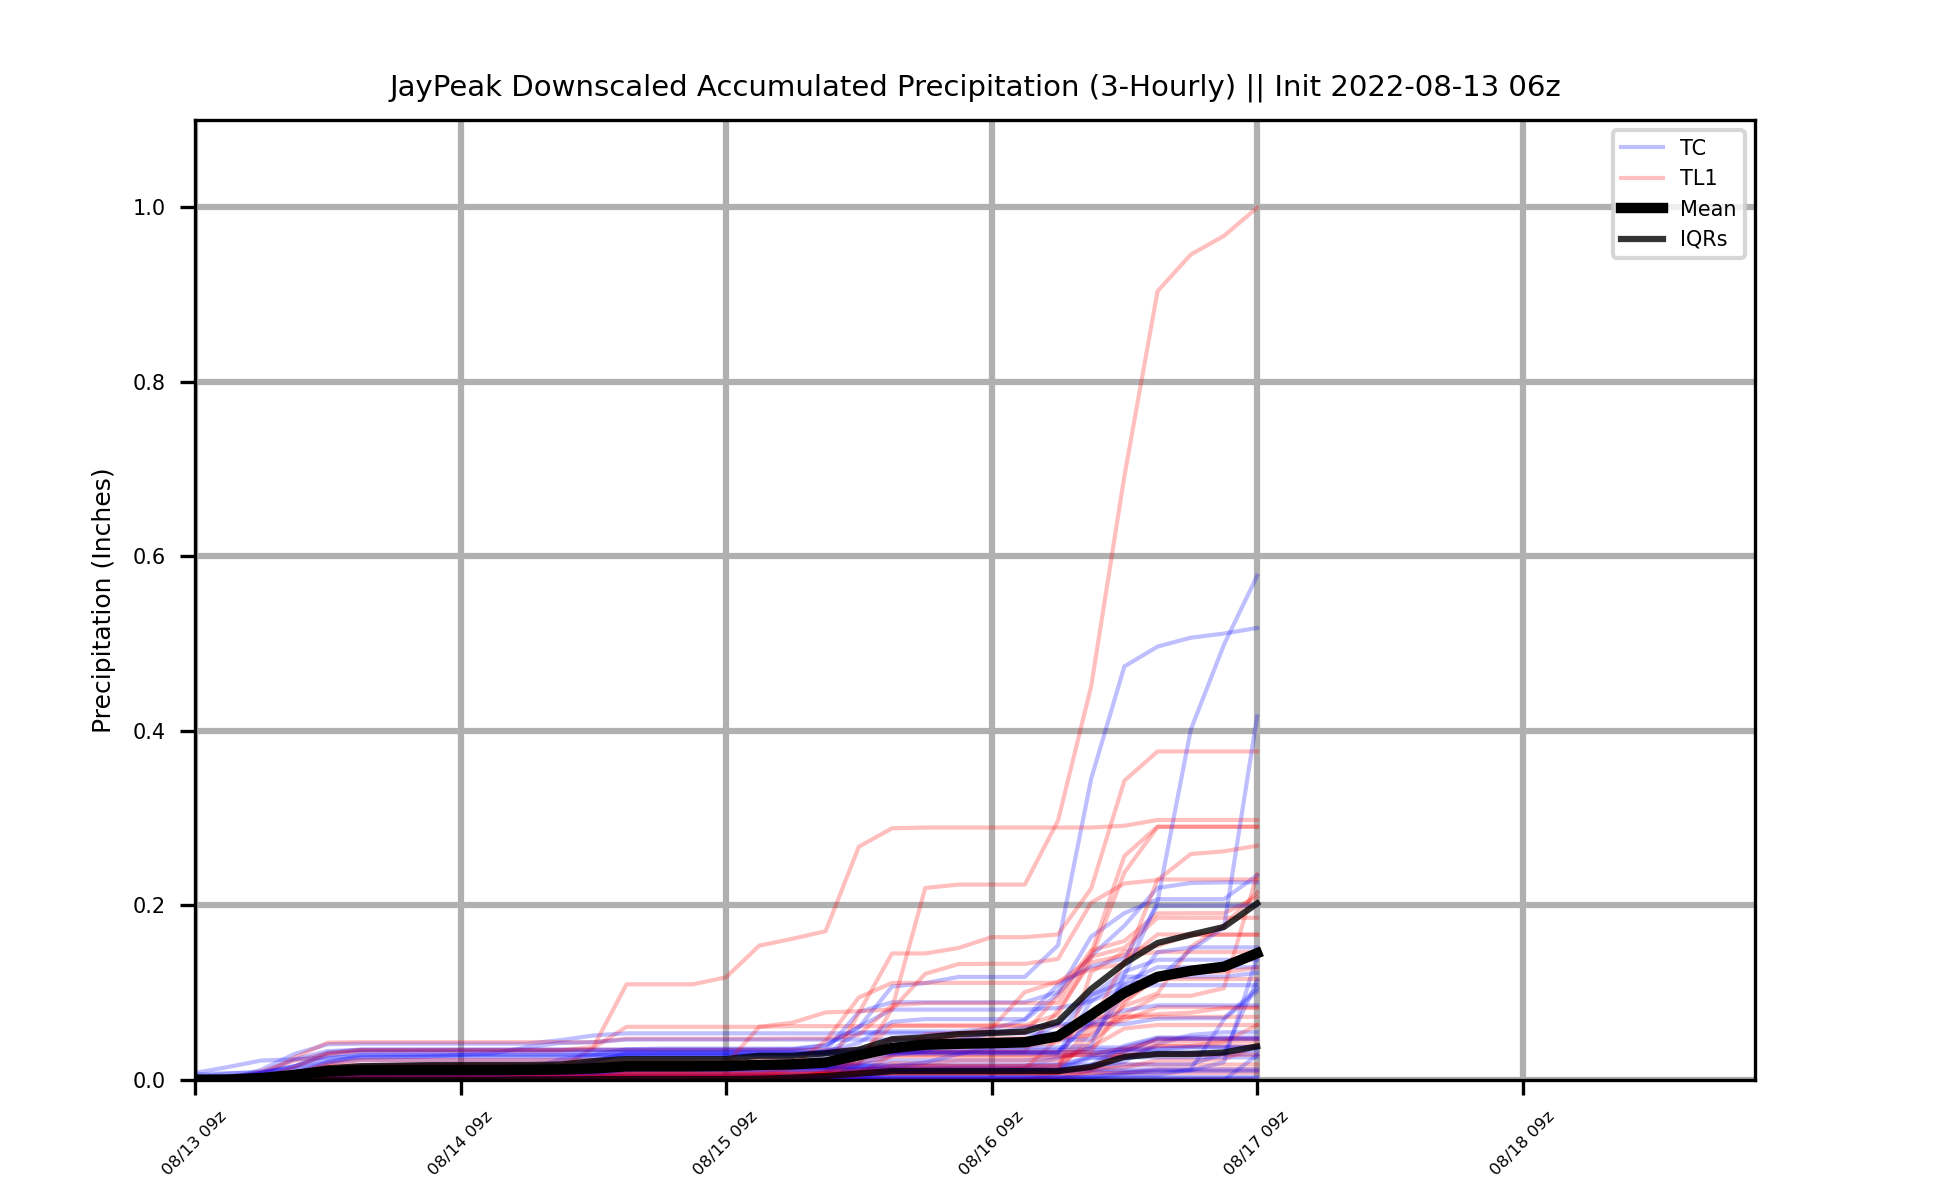 JayPeak Downscaled Accumulated Precipitation (3-Hourly) || Init 2022-08-13 06z
TC
TL1
Mean
IQRs
Precipitation (Inches)
1.0
0.8
0.6
0.4
0.2
0.0
08/13 09z
08/14 09z
08/15 09z
08/16 09z
08/17 09z
08/18 09z